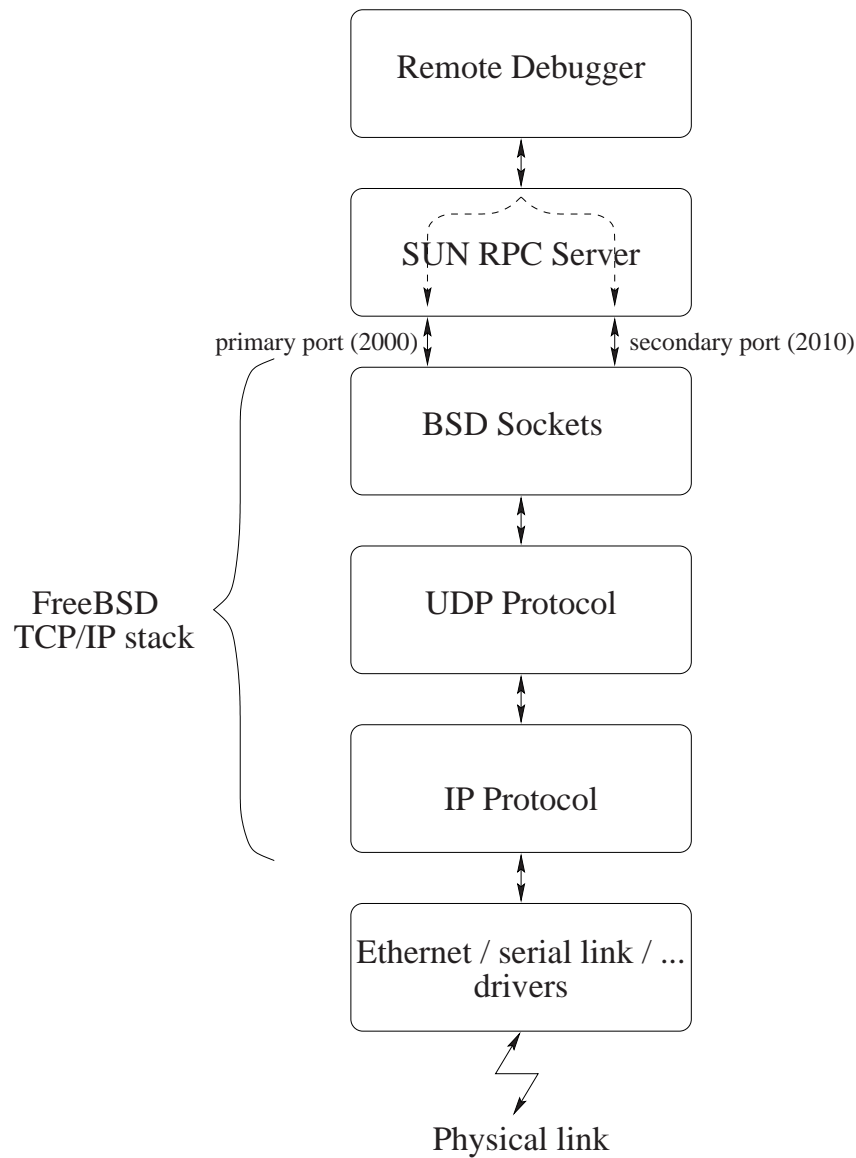 Remote Debugger
SUN RPC Server
primary port (2000)
secondary port (2010)
BSD Sockets
UDP Protocol
FreeBSD
TCP/IP stack
IP Protocol
Ethernet / serial link / ...
drivers
Physical link